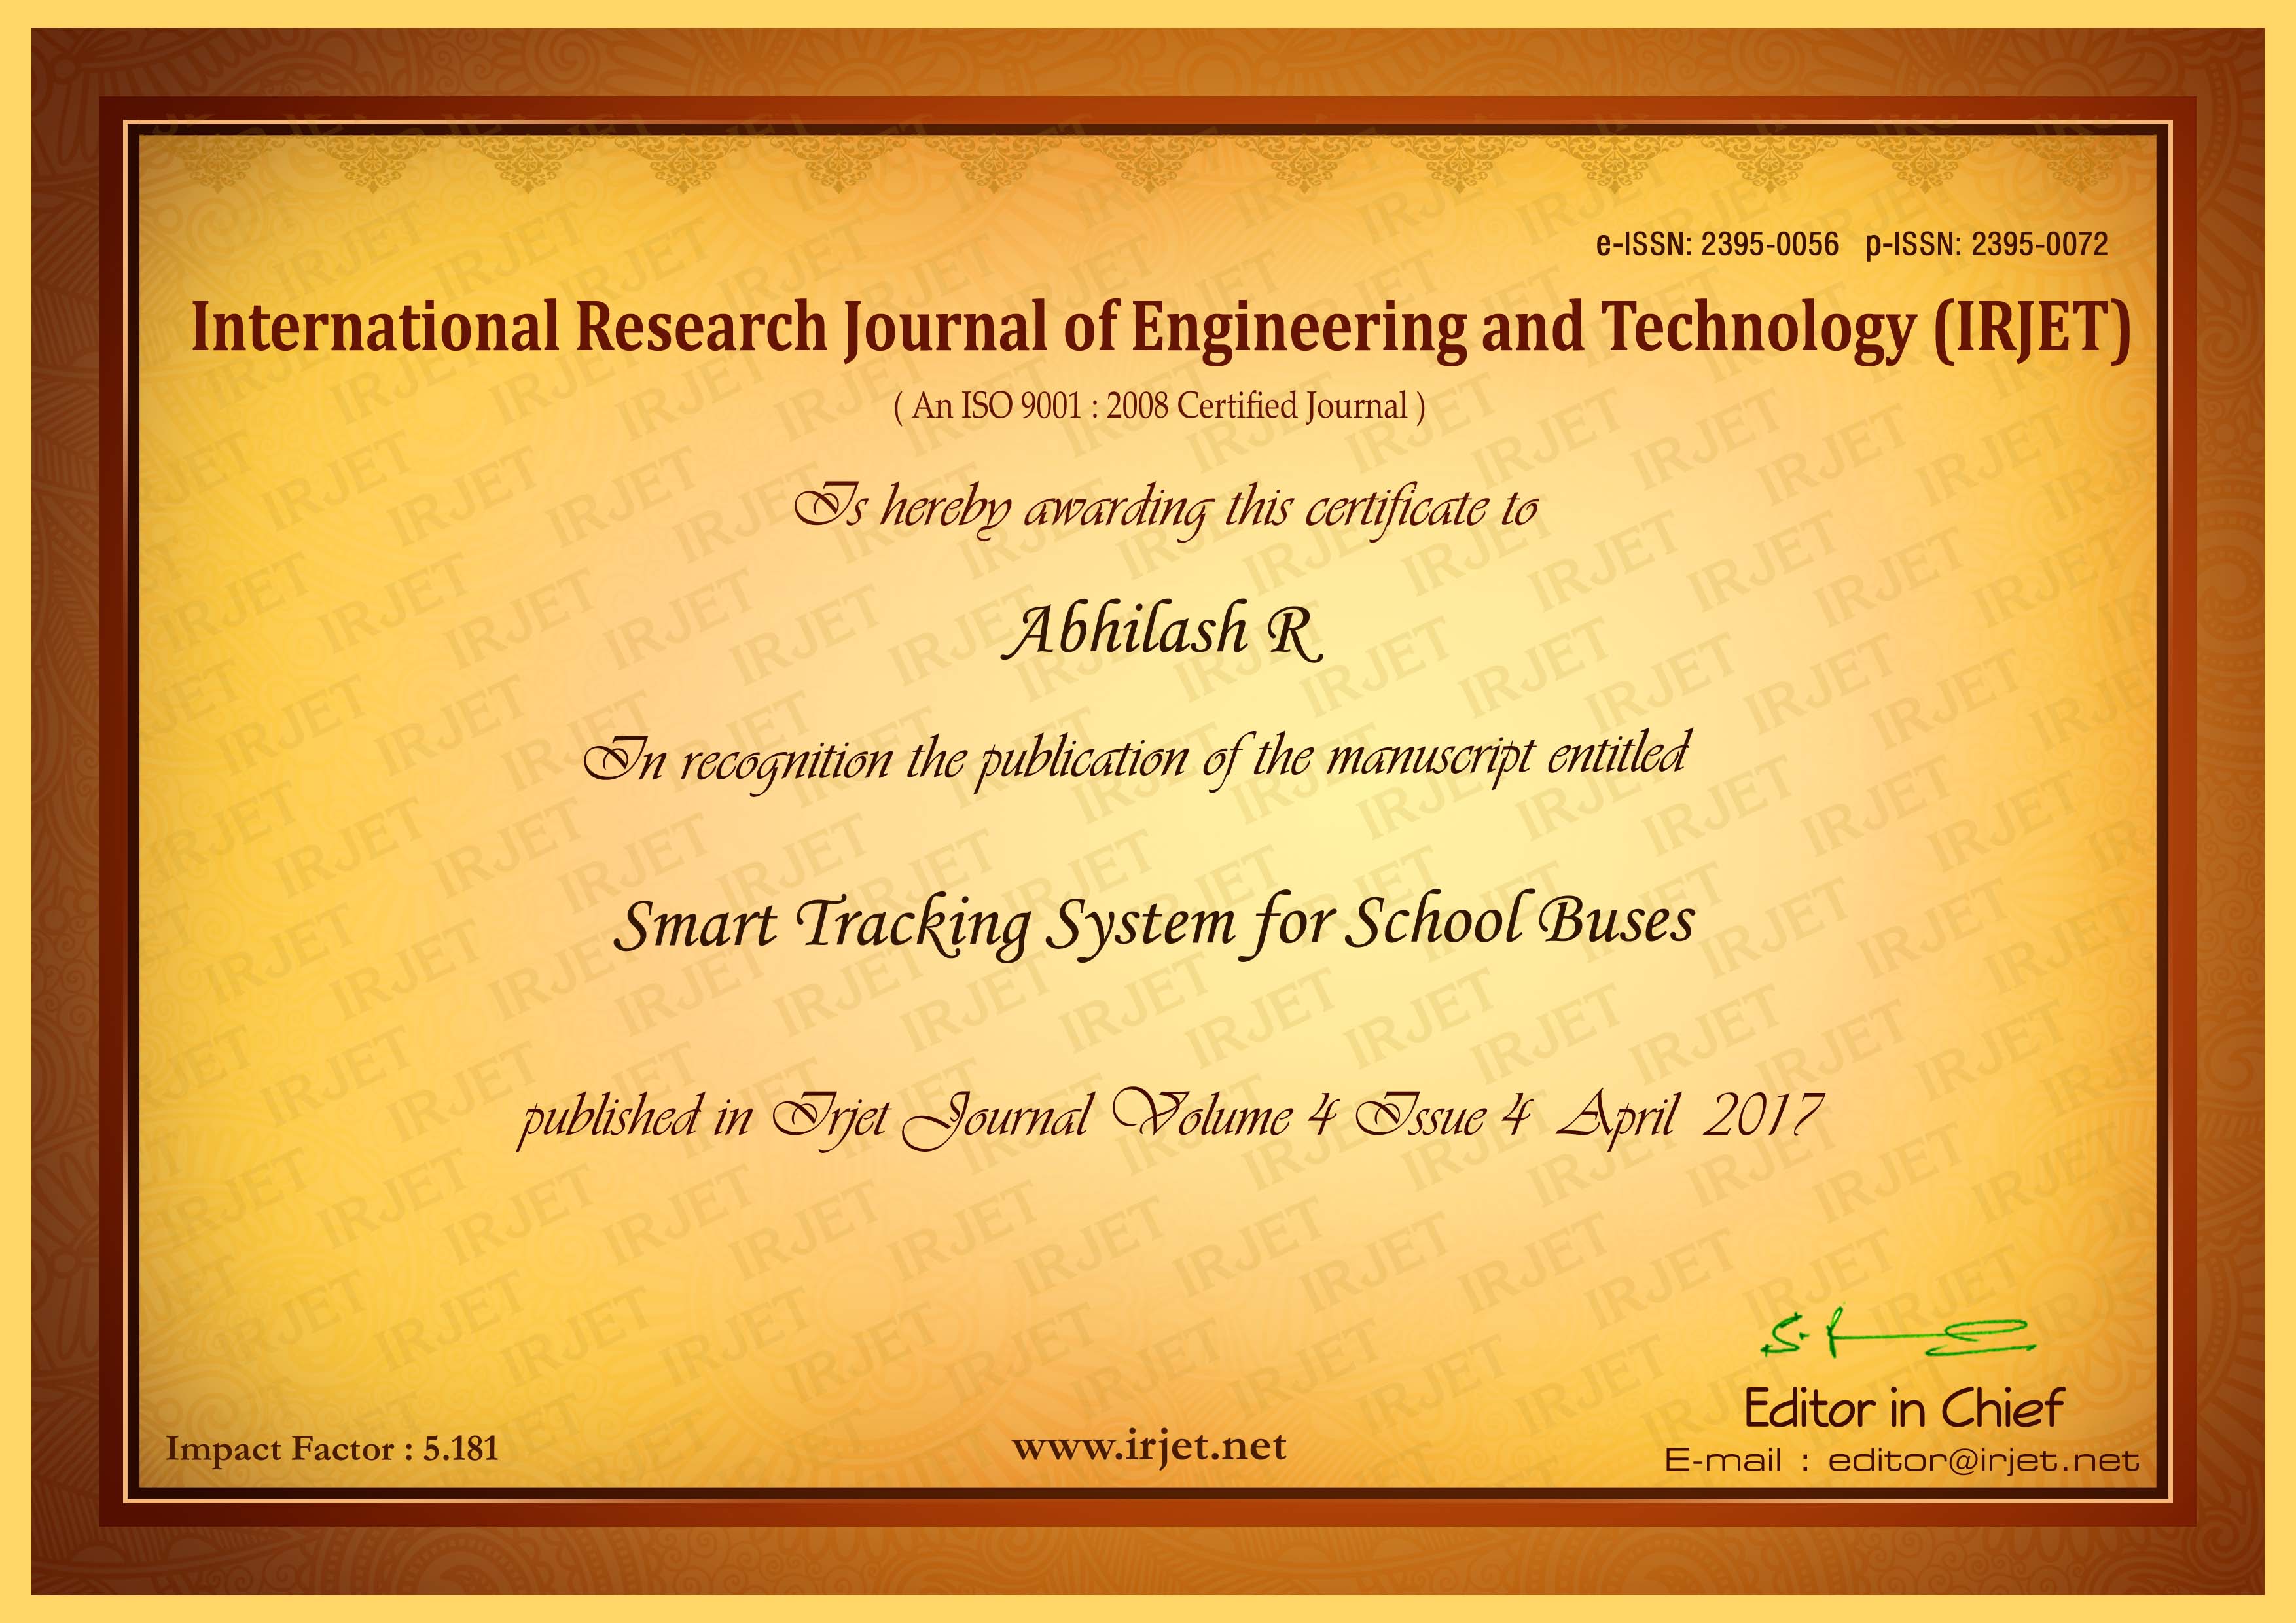 e-ISSN: 2395-0056 p-ISSN: 2395-0072
International Research Journal of Engineering and Technology (IRJET)
( An ISO 9001 : 2008 Certified Journal )
Is hereby awarding this certificate to
Abhilash R
In recognition the publication of the manuscript entitled
Smart Tracking System for School Buses
published in Irjet Journal Volume 4 Issue 4 April 2017
Editor in Chief
Impact Factor : 5.181
www.irjet.net
E-mail : editor@irjet.net